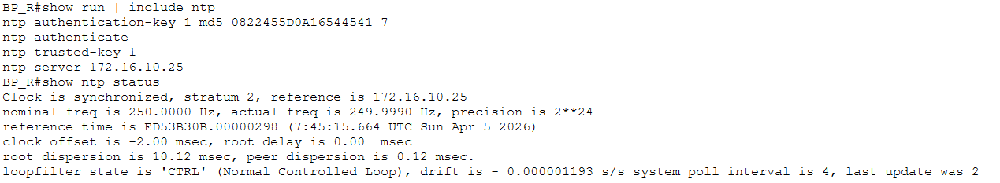 BP_R#show run | include ntp
ntp authentication-key 1 md5 0822455D0A16544541 7
ntp authenticate
ntp trusted-key 1
ntp server 172.16.10.25
BP_R#show ntp status
Clock is synchronized, stratum 2, reference is 172.16.10.25
nominal freq is 250.0000 Hz, actual freq is 249.9990 Hz, precision is 2**24
reference time is ED53B30B.00000298 (7:45:15.664 UTC Sun Apr 5 2026)
clock offset is -2.00 msec, root delay is 0.00  msec
root dispersion is 10.12 msec, peer dispersion is 0.12 msec.
loopfilter state is 'CTRL' (Normal Controlled Loop), drift is - 0.000001193 s/s system poll interval is 4, last update was 2